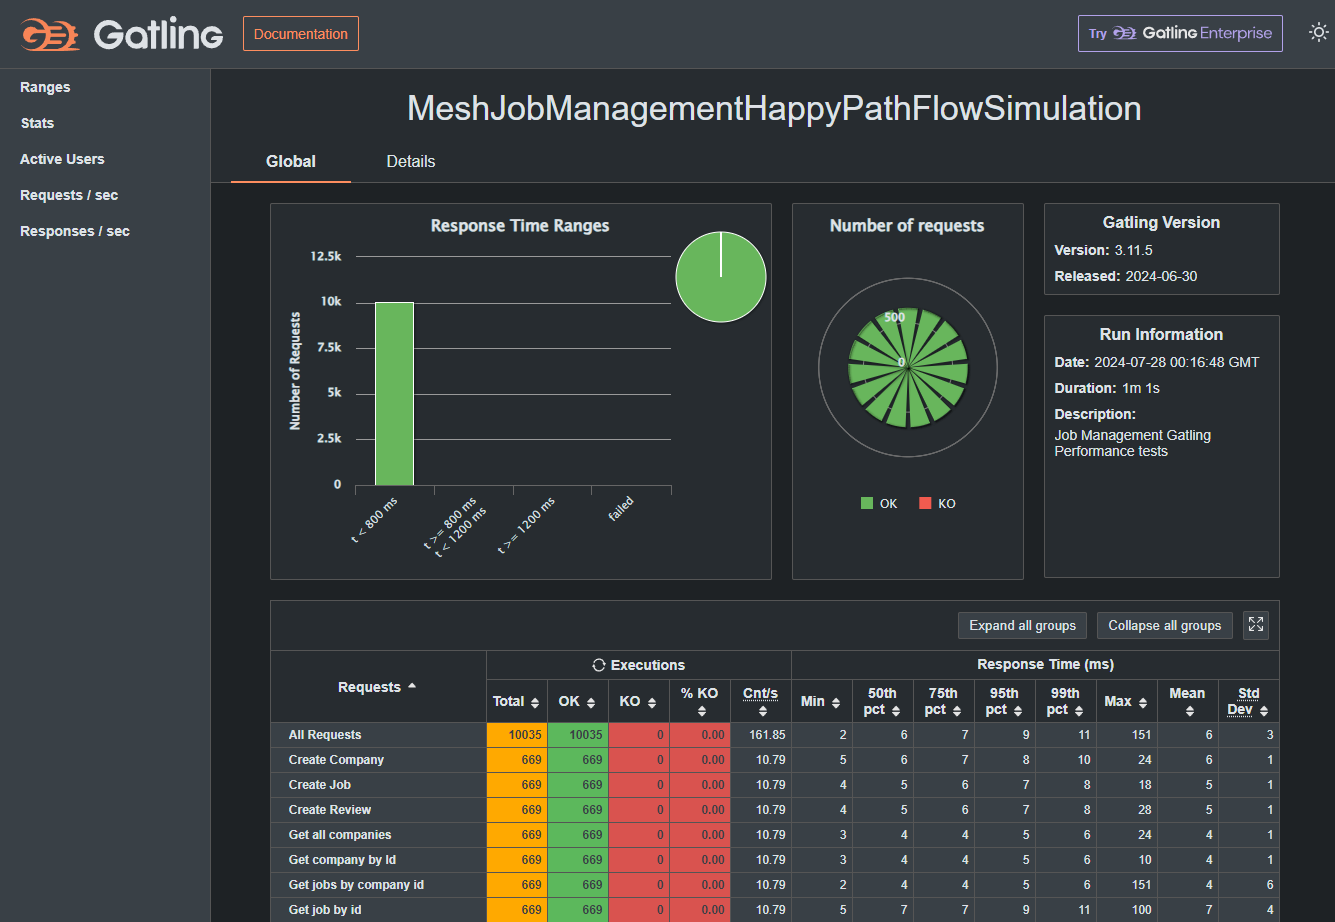 Gatling
Documentation
Try Gatling Enterprise
Ranges
Stats
Active Users
Requests / sec
Responses / sec
MeshJobManagementHappyPathFlowSimulation
Global Details
Response Time Ranges
12.5k
10k
7.5k
5k
2.5k
0
Number of Requests
t < 800 ms
t >= 800 ms
t < 1200 ms
t >= 1200 ms
failed
Number of requests
500
0
OK KO
Gatling Version
Version: 3.11.5
Released: 2024-06-30
Run Information
Date: 2024-07-28 00:16:48 GMT
Duration: 1m 1s
Description:
Job Management Gatling
Performance tests
Expand all groups Collapse all groups
Requests Executions Response Time (ms)
Total OK KO % KO Cnt/s Min 50th pct 75th pct 95th pct 99th pct Max Mean Std Dev
All Requests 10035 10035 0 0.00 161.85 2 6 7 9 11 151 6 3
Create Company 669 669 0 0.00 10.79 5 6 7 8 10 24 6 1
Create Job 669 669 0 0.00 10.79 4 5 6 7 8 18 5 1
Create Review 669 669 0 0.00 10.79 4 5 6 7 8 28 5 1
Get all companies 669 669 0 0.00 10.79 3 4 4 5 6 24 4 1
Get company by Id 669 669 0 0.00 10.79 3 4 4 5 6 10 4 1
Get jobs by company id 669 669 0 0.00 10.79 2 4 4 5 6 151 4 6
Get job by id 669 669 0 0.00 10.79 5 7 7 9 11 100 7 4